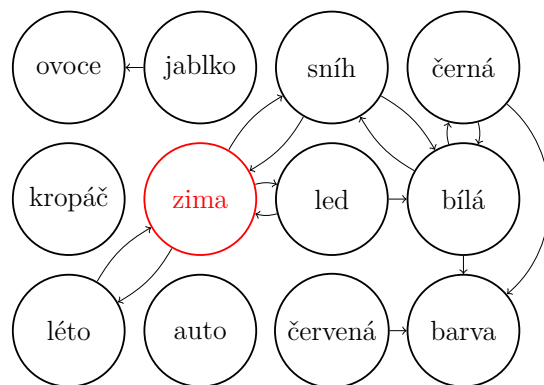 ovoce jablko sníh černá
kropáč zima led bílá
léto auto červená barva